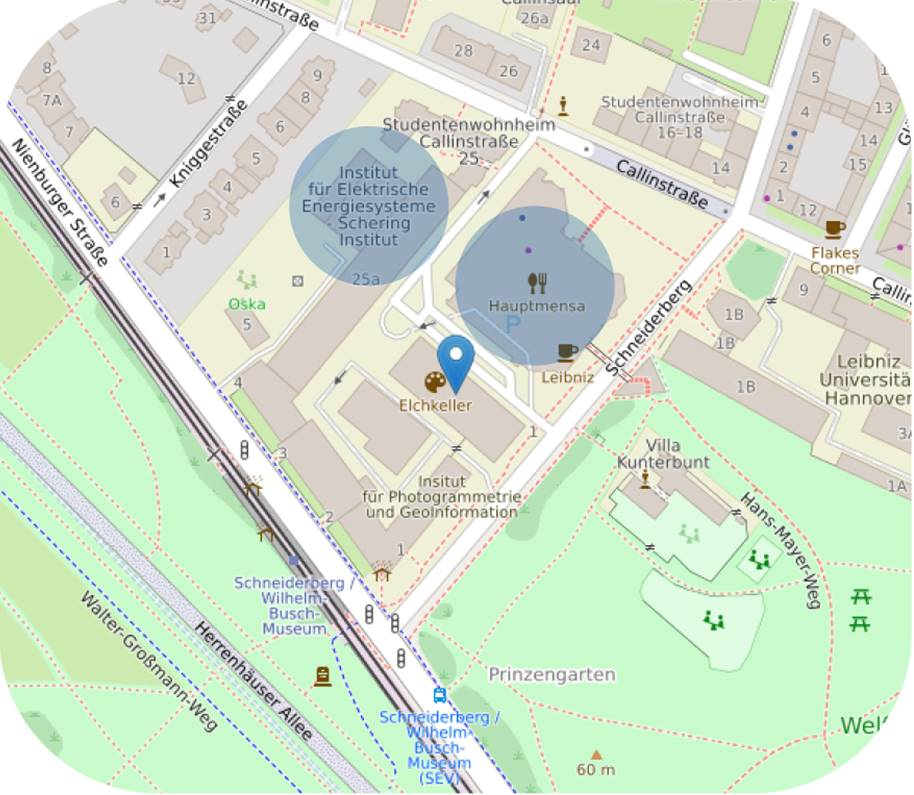 31
llinstraße
Callinsaal
26a
8
7A
7
12
9
8
6
5
4
3
1
6
Kniggestraße
28
26
24
Studentenwohnheim
Callinstraße
25
Studentenwohnheim
Callinstraße
16-18
14
Callinstraße
6
5
4
2
1
12
13
14
15
Nienburger Straße
Institut
für Elektrische
Energiesysteme
- Schering
Institut
25a
Oska
5
Hauptmensa
P
Leibniz
Schneiderberg
Flakes
Corner
Callin
9
1B
1B
1B
Leibniz
Universitä
Hannover
3A
1A
4
3
2
1
Elchkeller
1
Insitut
für Photogrammetrie
und GeoInformation
Villa
Kunterbunt
Hans-Mayer-Weg
Schneiderberg /
Wilhelm-
Busch-
Museum
Herrenhäuser Allee
Walter-Großmann-Weg
Prinzengarten
Schneiderberg /
Wilhelm-
Busch-
Museum
(SEV)
60 m
Welf